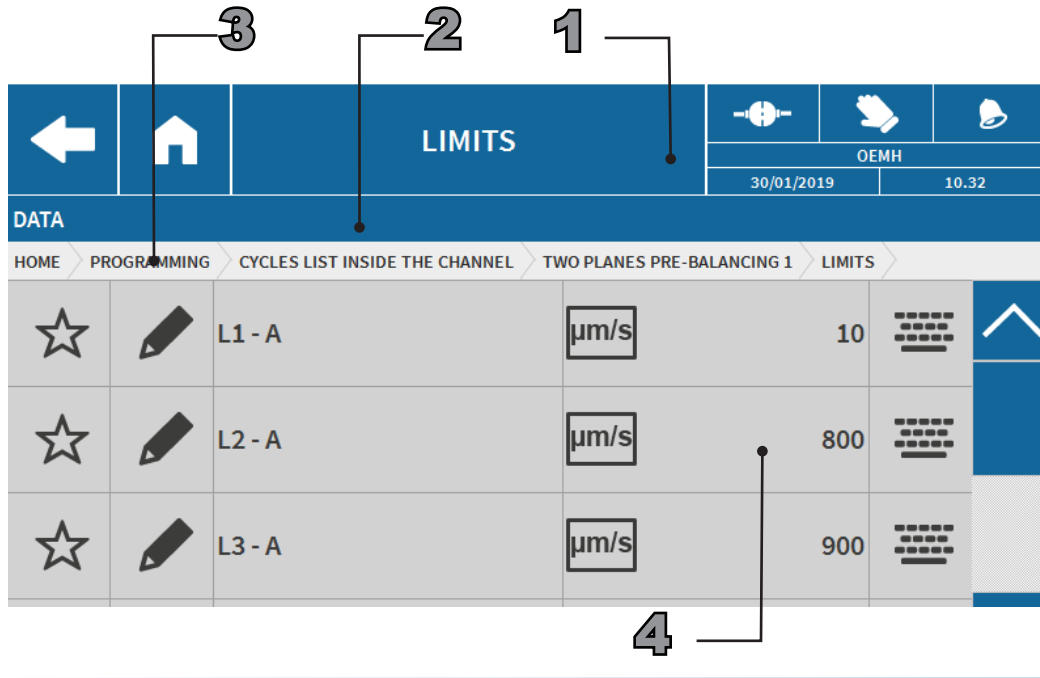 3 2 1
LIMITS
OEMH
30/01/2019 10.32
DATA
HOME PROGRAMMING CYCLES LIST INSIDE THE CHANNEL TWO PLANES PRE-BALANCING 1 LIMITS
L1 - A µm/s 10
L2 - A µm/s 800
L3 - A µm/s 900
4